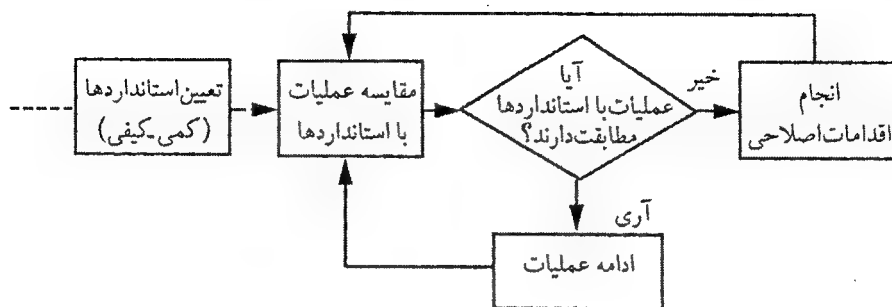 تعیین استانداردها
(کمی-کیفی)
مقایسه عملیات
با استانداردها
آیا
عملیات با استانداردها
مطابقت دارند؟
خیر
انجام
اقدامات اصلاحی
آری
ادامه عملیات